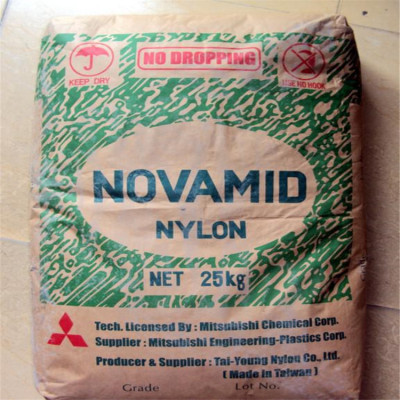 KEEP DRY
NO DROPPING
USE NO HOOK
NOVAMID
NYLON
NET 25kg
Tech. Licensed By : Mitsubishi Chemical Corp.
Supplier : Mitsubishi Engineering-Plastics Corp.
Producer & Supplier : Tai-Young Nylon Co., Ltd.
( Made In Taiwan )
Grade Lot No.